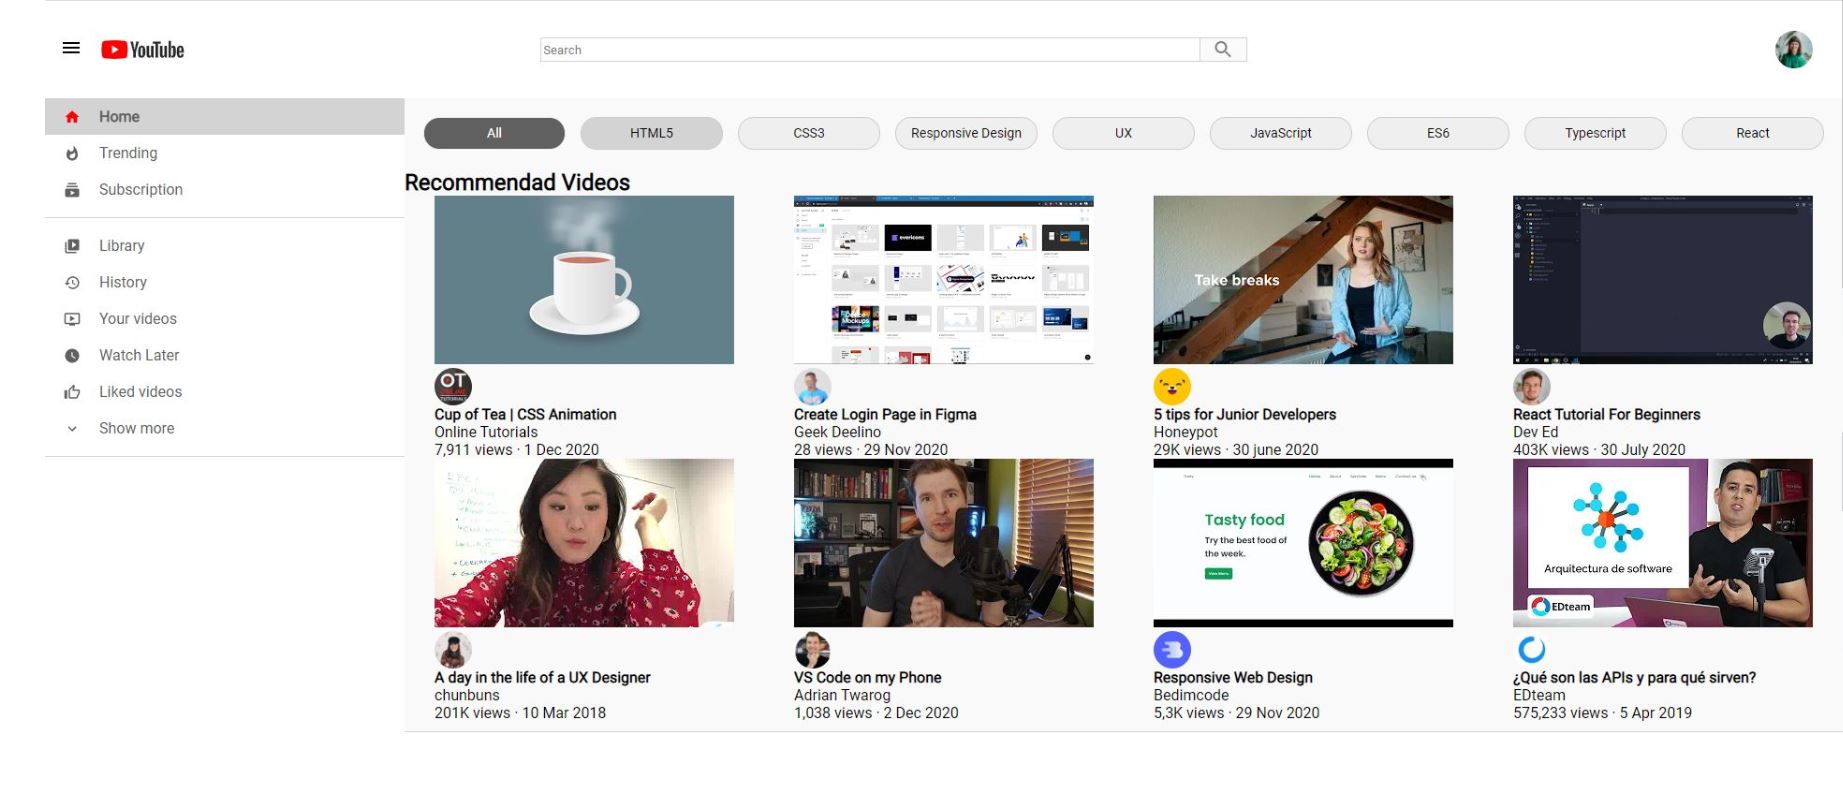 YouTube
Search
Home
Trending
Subscription
Library
History
Your videos
Watch Later
Liked videos
Show more
All
HTML5
CSS3
Responsive Design
UX
JavaScript
ES6
Typescript
React
Recommendad Videos
Take breaks
OT
Cup of Tea | CSS Animation
Online Tutorials
7,911 views · 1 Dec 2020
Create Login Page in Figma
Geek Deelino
28 views · 29 Nov 2020
5 tips for Junior Developers
Honeypot
29K views · 30 june 2020
React Tutorial For Beginners
Dev Ed
403K views · 30 July 2020
Tasty food
Try the best food of
the week.
Arquitectura de software
EDteam
A day in the life of a UX Designer
chunbuns
201K views · 10 Mar 2018
VS Code on my Phone
Adrian Twarog
1,038 views · 2 Dec 2020
Responsive Web Design
Bedimcode
5,3K views · 29 Nov 2020
¿Qué son las APIs y para qué sirven?
EDteam
575,233 views · 5 Apr 2019